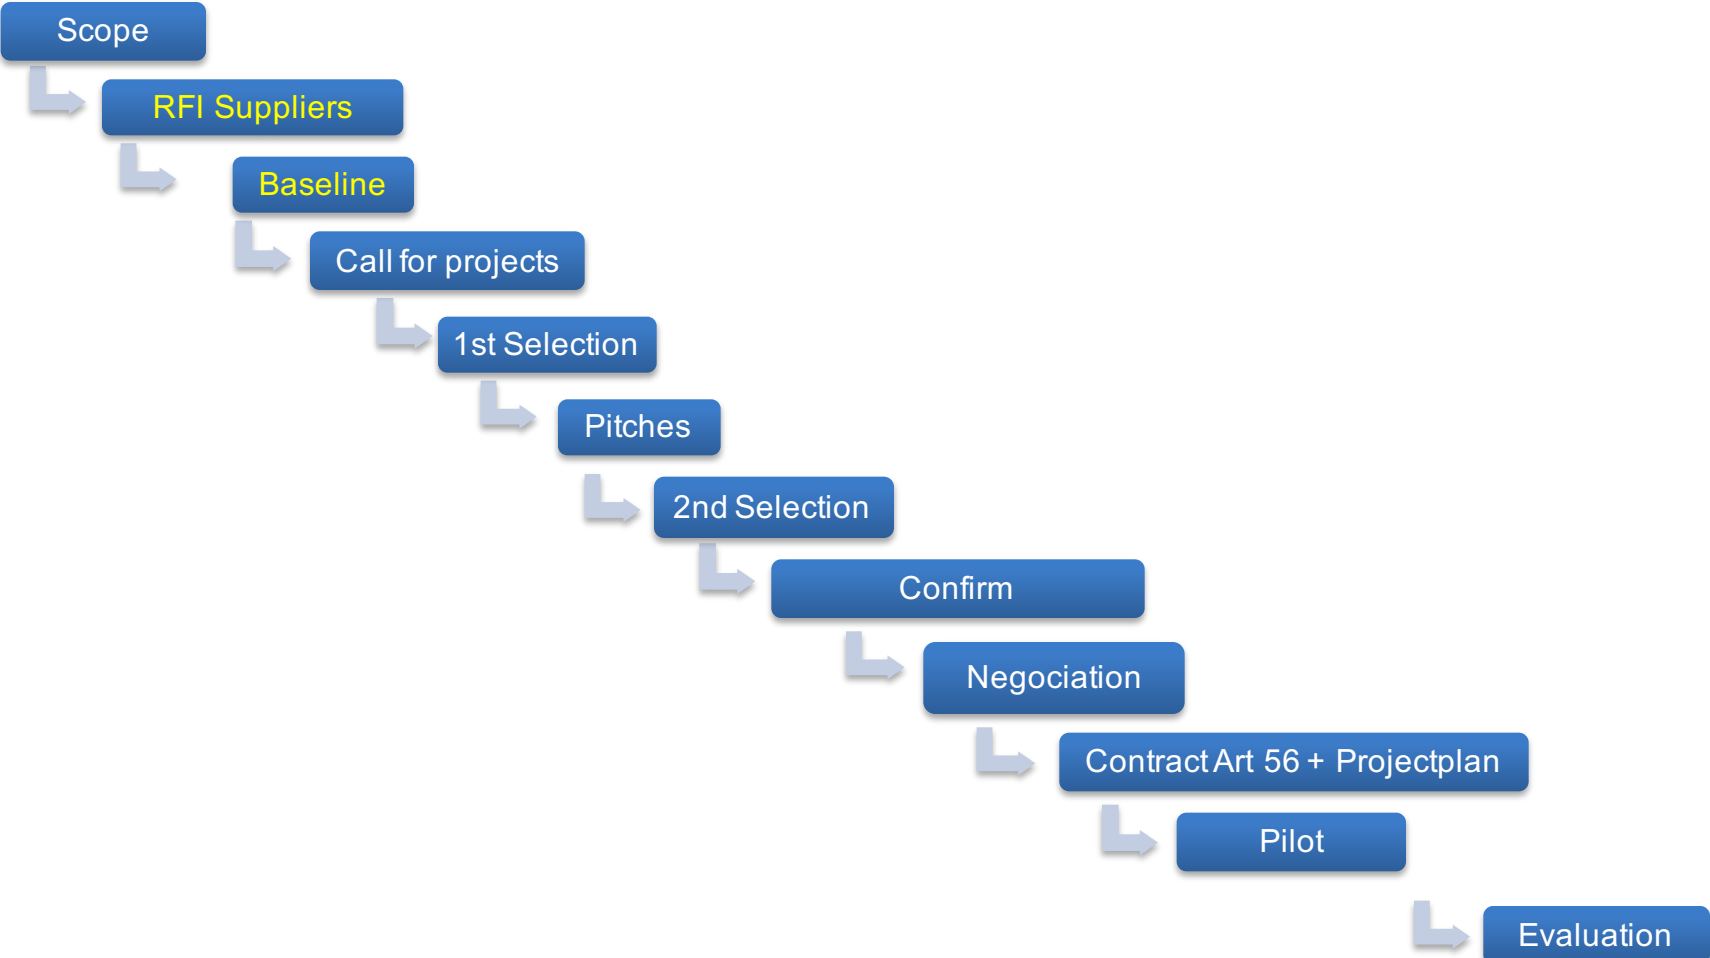 Scope
RFI Suppliers
Baseline
Call for projects
1st Selection
Pitches
2nd Selection
Confirm
Negociation
Contract Art 56 + Projectplan
Pilot
Evaluation